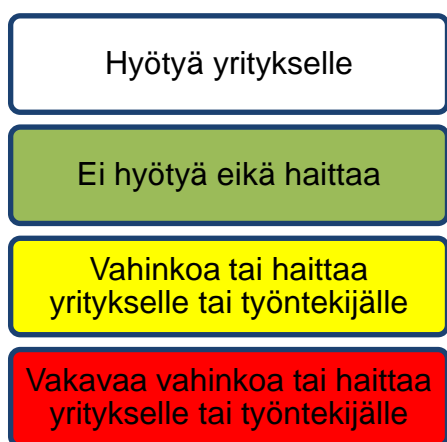 Hyötyä yritykselle
Ei hyötyä eikä haittaa
Vahinkoa tai haittaa
yritykselle tai työntekijälle
Vakavaa vahinkoa tai haittaa
yritykselle tai työntekijälle